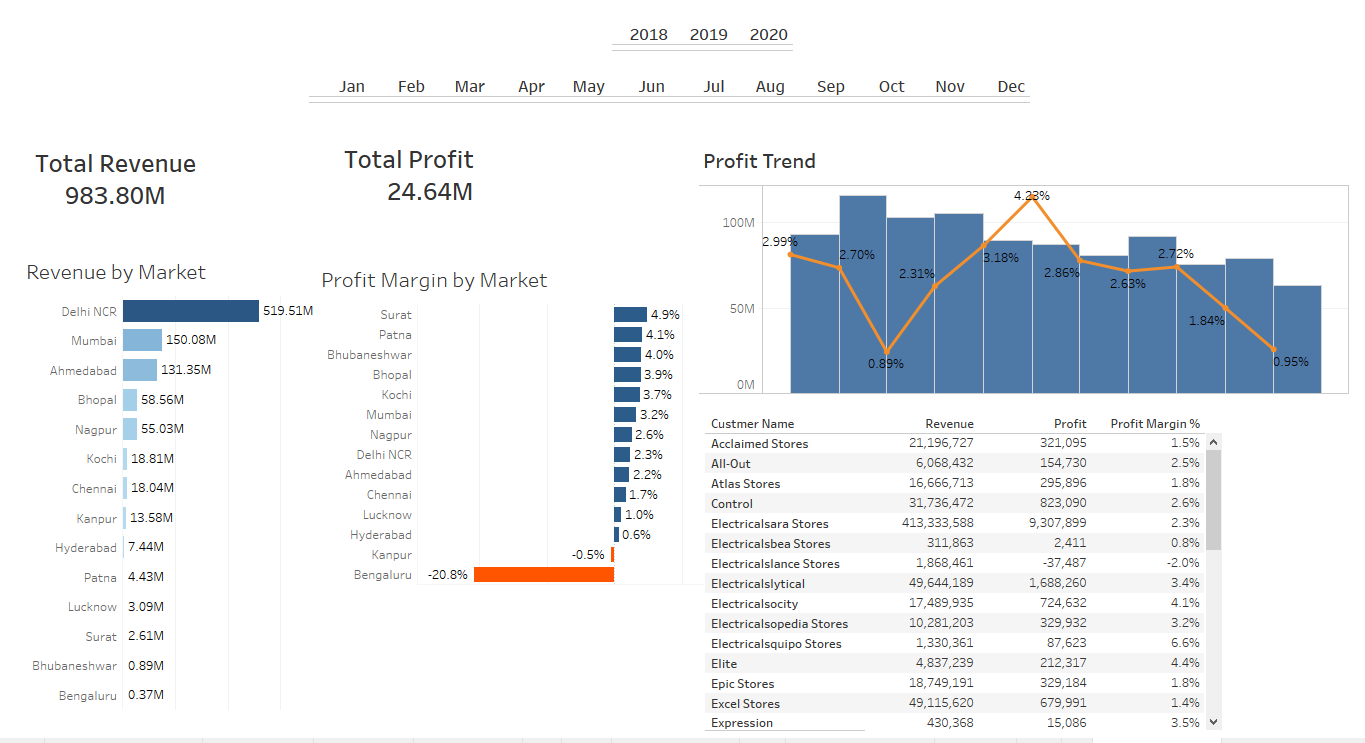 2018 2019 2020
Jan Feb Mar Apr May Jun Jul Aug Sep Oct Nov Dec
Total Revenue
983.80M
Total Profit
24.64M
Revenue by Market
Delhi NCR 519.51M
Mumbai 150.08M
Ahmedabad 131.35M
Bhopal 58.56M
Nagpur 55.03M
Kochi 18.81M
Chennai 18.04M
Kanpur 13.58M
Hyderabad 7.44M
Patna 4.43M
Lucknow 3.09M
Surat 2.61M
Bhubaneshwar 0.89M
Bengaluru 0.37M
Profit Margin by Market
Surat 4.9%
Patna 4.1%
Bhubaneshwar 4.0%
Bhopal 3.9%
Kochi 3.7%
Mumbai 3.2%
Nagpur 2.6%
Delhi NCR 2.3%
Ahmedabad 2.2%
Chennai 1.7%
Lucknow 1.0%
Hyderabad 0.6%
Kanpur -0.5%
Bengaluru -20.8%
Profit Trend
100M
50M
0M
2.99%
2.70%
0.89%
2.31%
3.18%
4.23%
2.86%
2.63%
2.72%
1.84%
0.95%
Custmer Name Revenue Profit Profit Margin %
Acclaimed Stores 21,196,727 321,095 1.5%
All-Out 6,068,432 154,730 2.5%
Atlas Stores 16,666,713 295,896 1.8%
Control 31,736,472 823,090 2.6%
Electricalsara Stores 413,333,588 9,307,899 2.3%
Electricalsbea Stores 311,863 2,411 0.8%
Electricalslance Stores 1,868,461 -37,487 -2.0%
Electricalslytical 49,644,189 1,688,260 3.4%
Electricalsocity 17,489,935 724,632 4.1%
Electricalsopedia Stores 10,281,203 329,932 3.2%
Electricalsquipo Stores 1,330,361 87,623 6.6%
Elite 4,837,239 212,317 4.4%
Epic Stores 18,749,191 329,184 1.8%
Excel Stores 49,115,620 679,991 1.4%
Expression 430,368 15,086 3.5%